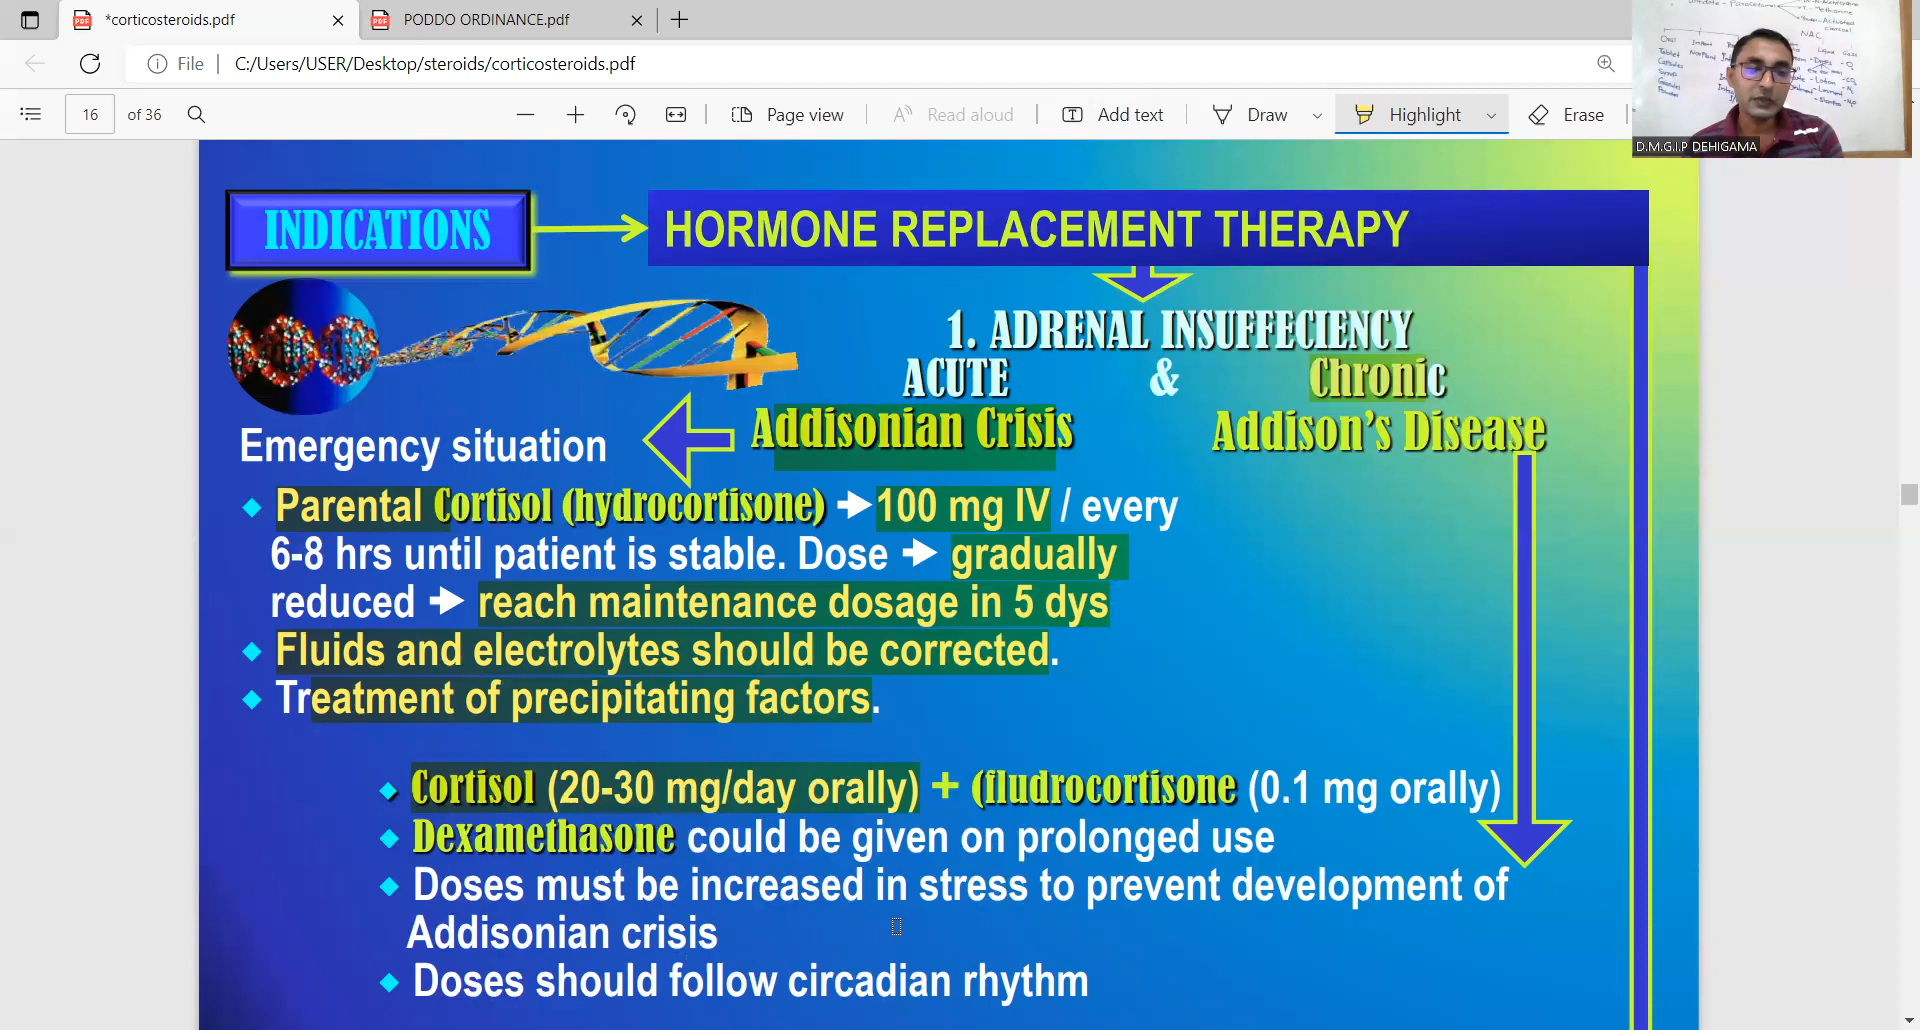 *corticosteroids.pdf
PODDO ORDINANCE.pdf
File
C:/Users/USER/Desktop/steroids/corticosteroids.pdf
16 of 36
Page view
Read aloud
Add text
Draw
Highlight
Erase
NAC
D.M.G.I.P DEHIGAMA
INDICATIONS
HORMONE REPLACEMENT THERAPY
1. ADRENAL INSUFFECIENCY
ACUTE & Chronic
Addisonian Crisis Addison's Disease
Emergency situation
Parental Cortisol (hydrocortisone) → 100 mg IV / every
6-8 hrs until patient is stable. Dose → gradually
reduced → reach maintenance dosage in 5 dys
Fluids and electrolytes should be corrected.
Treatment of precipitating factors.
Cortisol (20-30 mg/day orally) + (fludrocortisone (0.1 mg orally)
Dexamethasone could be given on prolonged use
Doses must be increased in stress to prevent development of
Addisonian crisis
Doses should follow circadian rhythm